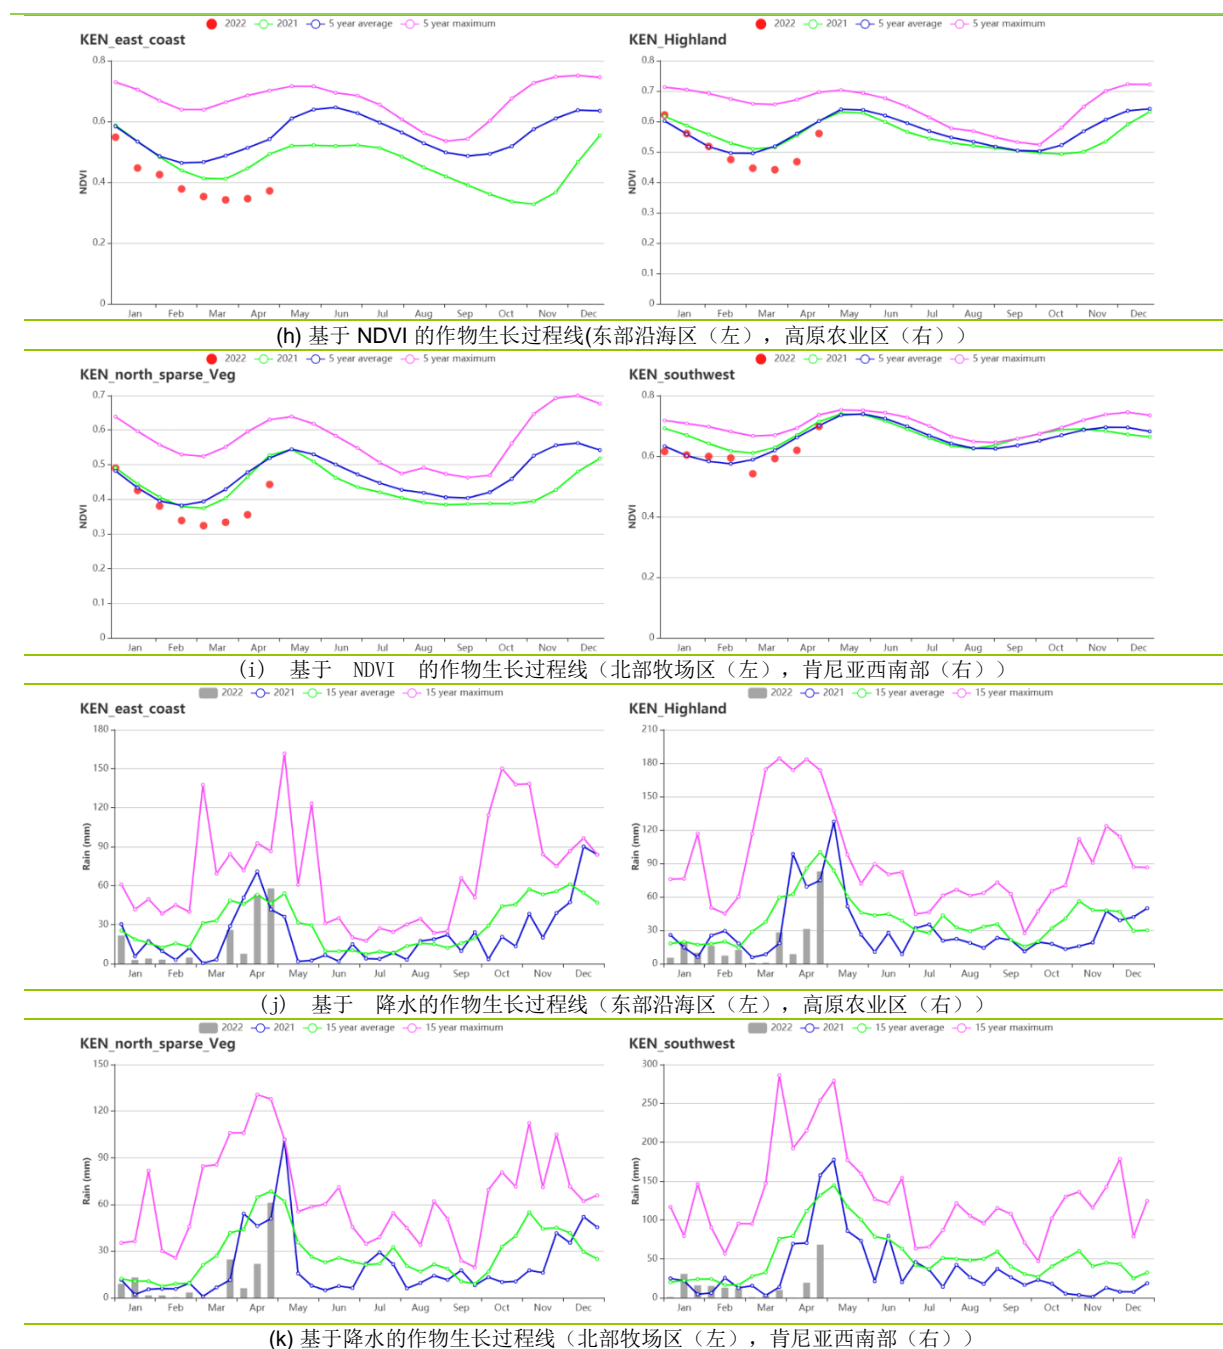 2022 2021 5 year average 5 year maximum
KEN_east_coast
0.8
0.6
0.4
0.2
0
NDVI
Jan Feb Mar Apr May Jun Jul Aug Sep Oct Nov Dec
2022 2021 5 year average 5 year maximum
KEN_Highland
0.8
0.7
0.6
0.5
0.4
0.3
0.2
0.1
0
NDVI
Jan Feb Mar Apr May Jun Jul Aug Sep Oct Nov Dec
(h) 基于 NDVI 的作物生长过程线(东部沿海区（左），高原农业区（右））
2022 2021 5 year average 5 year maximum
KEN_north_sparse_Veg
0.7
0.6
0.5
0.4
0.3
0.2
0.1
0
NDVI
Jan Feb Mar Apr May Jun Jul Aug Sep Oct Nov Dec
2022 2021 5 year average 5 year maximum
KEN_southwest
0.8
0.6
0.4
0.2
0
NDVI
Jan Feb Mar Apr May Jun Jul Aug Sep Oct Nov Dec
(i) 基于 NDVI 的作物生长过程线（北部牧场区（左），肯尼亚西南部（右））
2022 2021 15 year average 15 year maximum
KEN_east_coast
180
150
120
90
60
30
0
Rain (mm)
Jan Feb Mar Apr May Jun Jul Aug Sep Oct Nov Dec
2022 2021 15 year average 15 year maximum
KEN_Highland
210
180
150
120
90
60
30
0
Rain (mm)
Jan Feb Mar Apr May Jun Jul Aug Sep Oct Nov Dec
(j) 基于 降水的作物生长过程线（东部沿海区（左），高原农业区（右））
2022 2021 15 year average 15 year maximum
KEN_north_sparse_Veg
150
120
90
60
30
0
Rain (mm)
Jan Feb Mar Apr May Jun Jul Aug Sep Oct Nov Dec
2022 2021 15 year average 15 year maximum
KEN_southwest
300
250
200
150
100
50
0
Rain (mm)
Jan Feb Mar Apr May Jun Jul Aug Sep Oct Nov Dec
(k) 基于降水的作物生长过程线（北部牧场区（左），肯尼亚西南部（右））